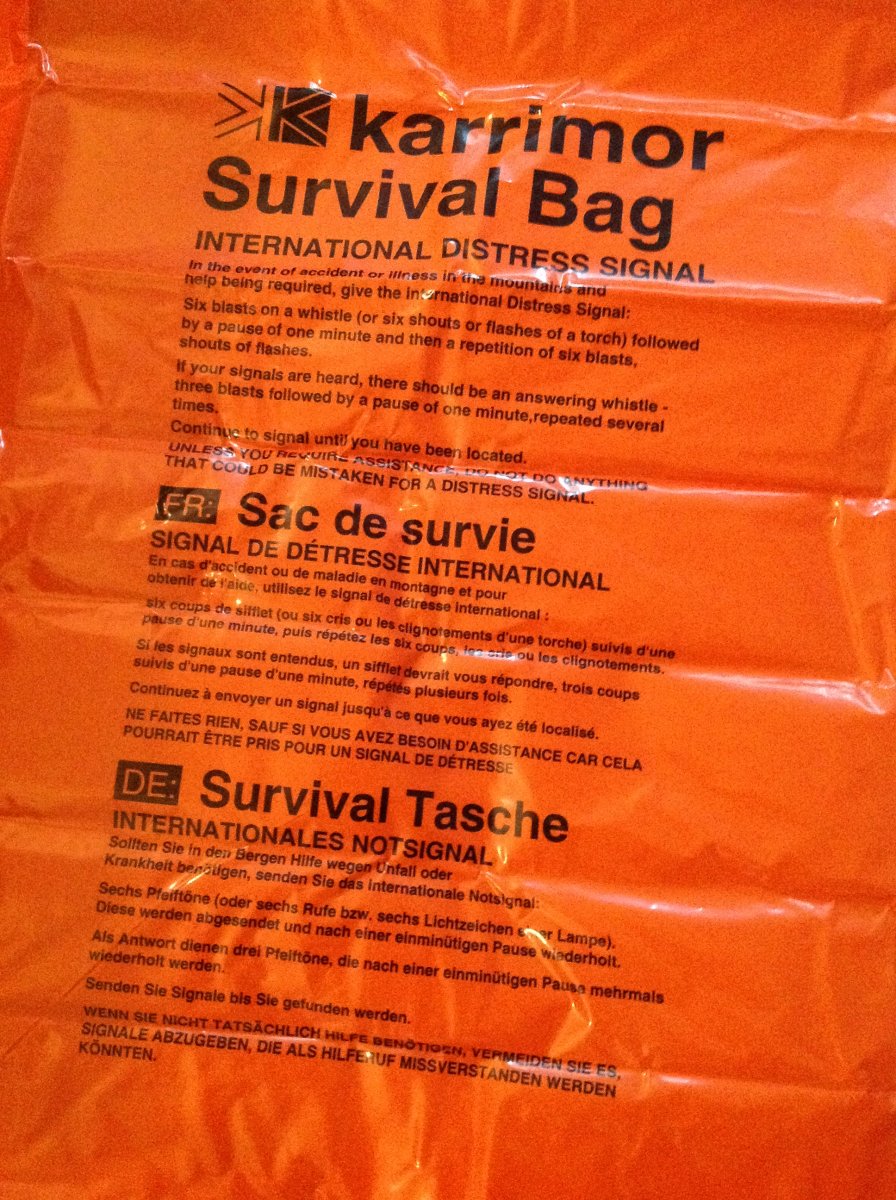 karrimor
Survival Bag
INTERNATIONAL DISTRESS SIGNAL
In the event of accident or illness in the mountains and
help being required, give the International Distress Signal:
Six blasts on a whistle (or six shouts or flashes of a torch) followed
by a pause of one minute and then a repetition of six blasts,
shouts of flashes.
If your signals are heard, there should be an answering whistle -
three blasts followed by a pause of one minute,repeated several
times.
Continue to signal until you have been located.
UNLESS YOU REQUIRE ASSISTANCE, DO NOT DO ANYTHING
THAT COULD BE MISTAKEN FOR A DISTRESS SIGNAL.
FR: Sac de survie
SIGNAL DE DÉTRESSE INTERNATIONAL
En cas d'accident ou de maladie en montagne et pour
obtenir de l'aide, utilisez le signal de détresse international :
six coups de sifflet (ou six cris ou les clignotements d'une torche) suivis d'une
pause d'une minute, puis répétez les six coups, les cris ou les clignotements.
Si les signaux sont entendus, un sifflet devrait vous répondre, trois coups
suivis d'une pause d'une minute, répétés plusieurs fois.
Continuez à envoyer un signal jusqu'à ce que vous ayez été localisé.
NE FAITES RIEN, SAUF SI VOUS AVEZ BESOIN D'ASSISTANCE CAR CELA
POURRAIT ÊTRE PRIS POUR UN SIGNAL DE DÉTRESSE
DE: Survival Tasche
INTERNATIONALES NOTSIGNAL
Sollten Sie in den Bergen Hilfe wegen Unfall oder
Krankheit benötigen, senden Sie das internationale Notsignal:
Sechs Pfeiftöne (oder sechs Rufe bzw. sechs Lichtzeichen Lampe).
Diese werden abgesendet und nach einer einminütigen Pause wiederholt.
Als Antwort dienen drei Pfeiftöne, die nach einer einminütigen Pause mehrmals
wiederholt werden.
Senden Sie Signale bis Sie gefunden werden.
WENN SIE NICHT TATSÄCHLICH HILFE BENÖTIGEN, VERMEIDEN SIE ES,
SIGNALE ABZUGEBEN, DIE ALS HILFERUF MISSVERSTANDEN WERDEN
KÖNNTEN.